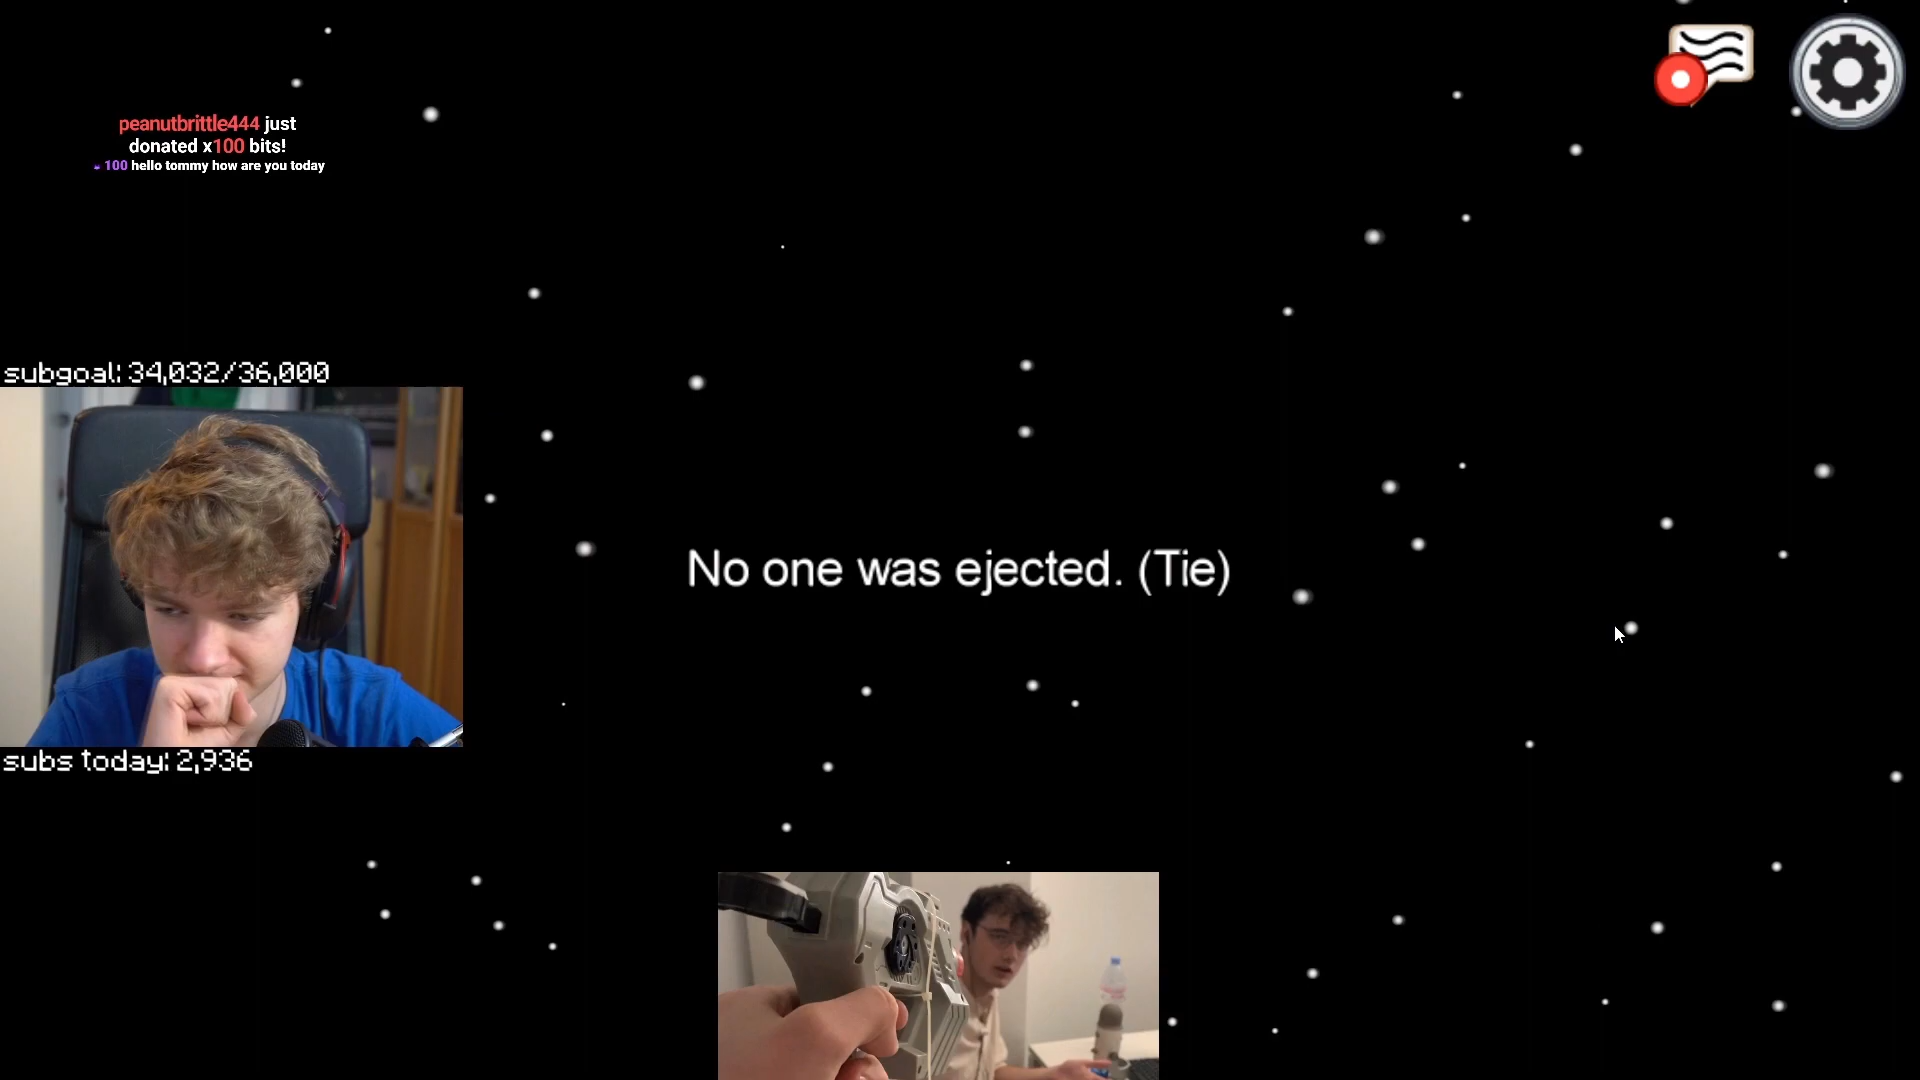 peanutbrittle444 just
donated x100 bits!
100 hello tommy how are you today
subgoal: 34,032/36,000
No one was ejected. (Tie)
subs today: 2,936